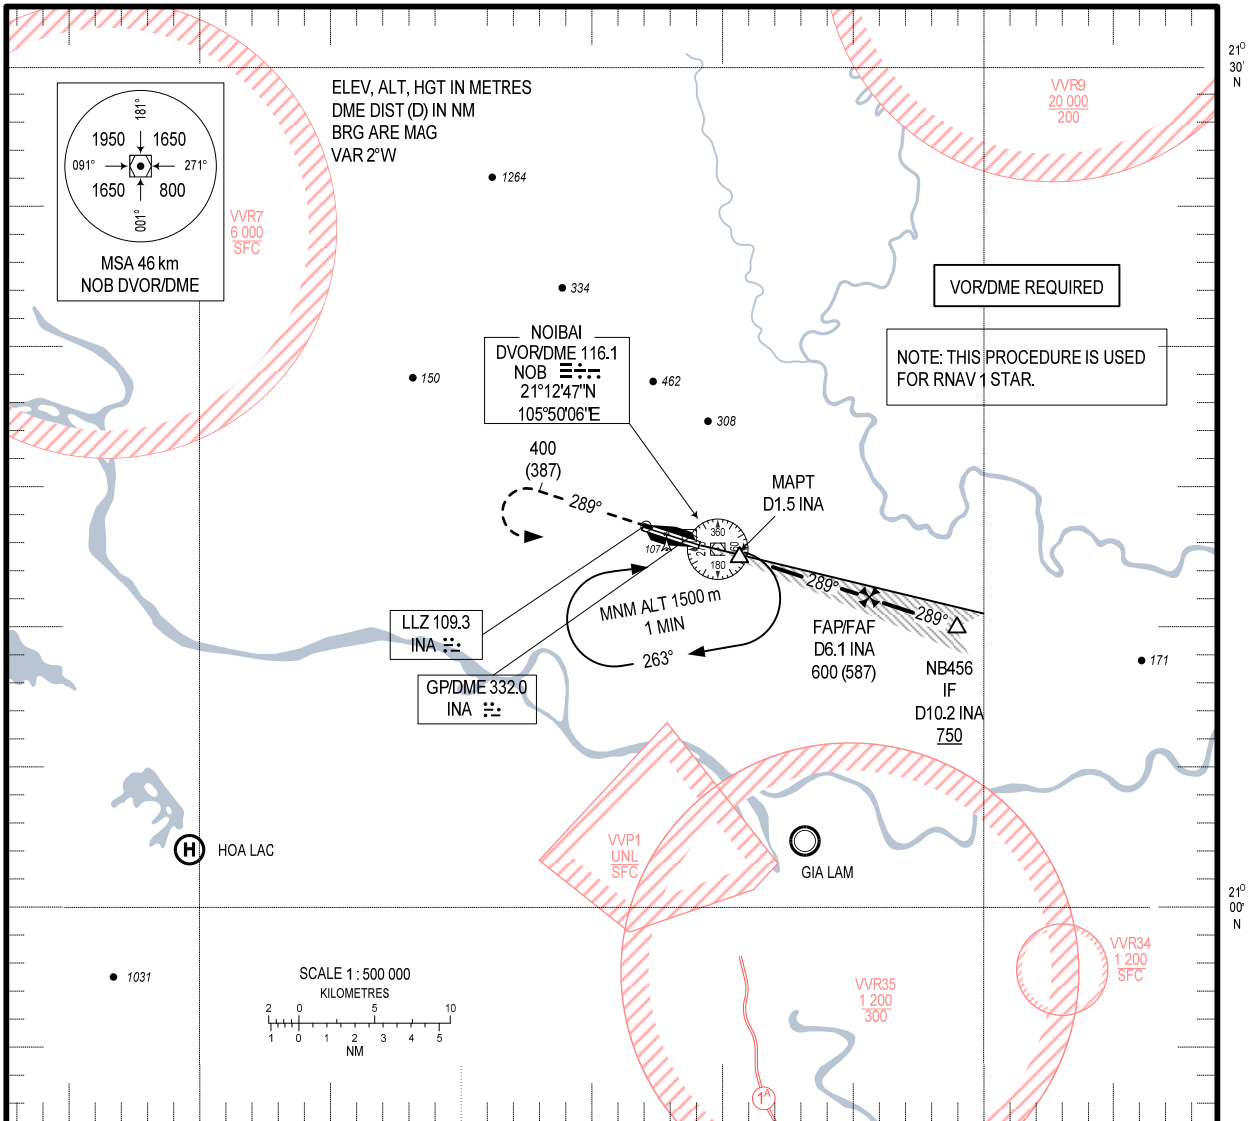 21°
30'
N
181°
1950
1650
091°
271°
1650
800
001°
MSA 46 km
NOB DVOR/DME
ELEV, ALT, HGT IN METRES
DME DIST (D) IN NM
BRG ARE MAG
VAR 2°W
VVR7
6 000
SFC
VVR9
20 000
200
1264
334
150
462
308
VOR/DME REQUIRED
NOTE: THIS PROCEDURE IS USED
FOR RNAV 1 STAR.
NOIBAI
DVOR/DME 116.1
NOB
21°12'47"N
105°50'06"E
400
(387)
289°
MAPT
D1.5 INA
107
360
180
289°
289°
MNM ALT 1500 m
1 MIN
263°
LLZ 109.3
INA
GP/DME 332.0
INA
FAP/FAF
D6.1 INA
600 (587)
NB456
IF
D10.2 INA
750
171
HOA LAC
H
VVP1
UNL
SFC
GIA LAM
21°
00'
N
1031
SCALE 1 : 500 000
KILOMETRES
2 0 5 10
1 0 1 2 3 4 5
NM
VVR35
1 200
300
VVR34
1 200
SFC
1A